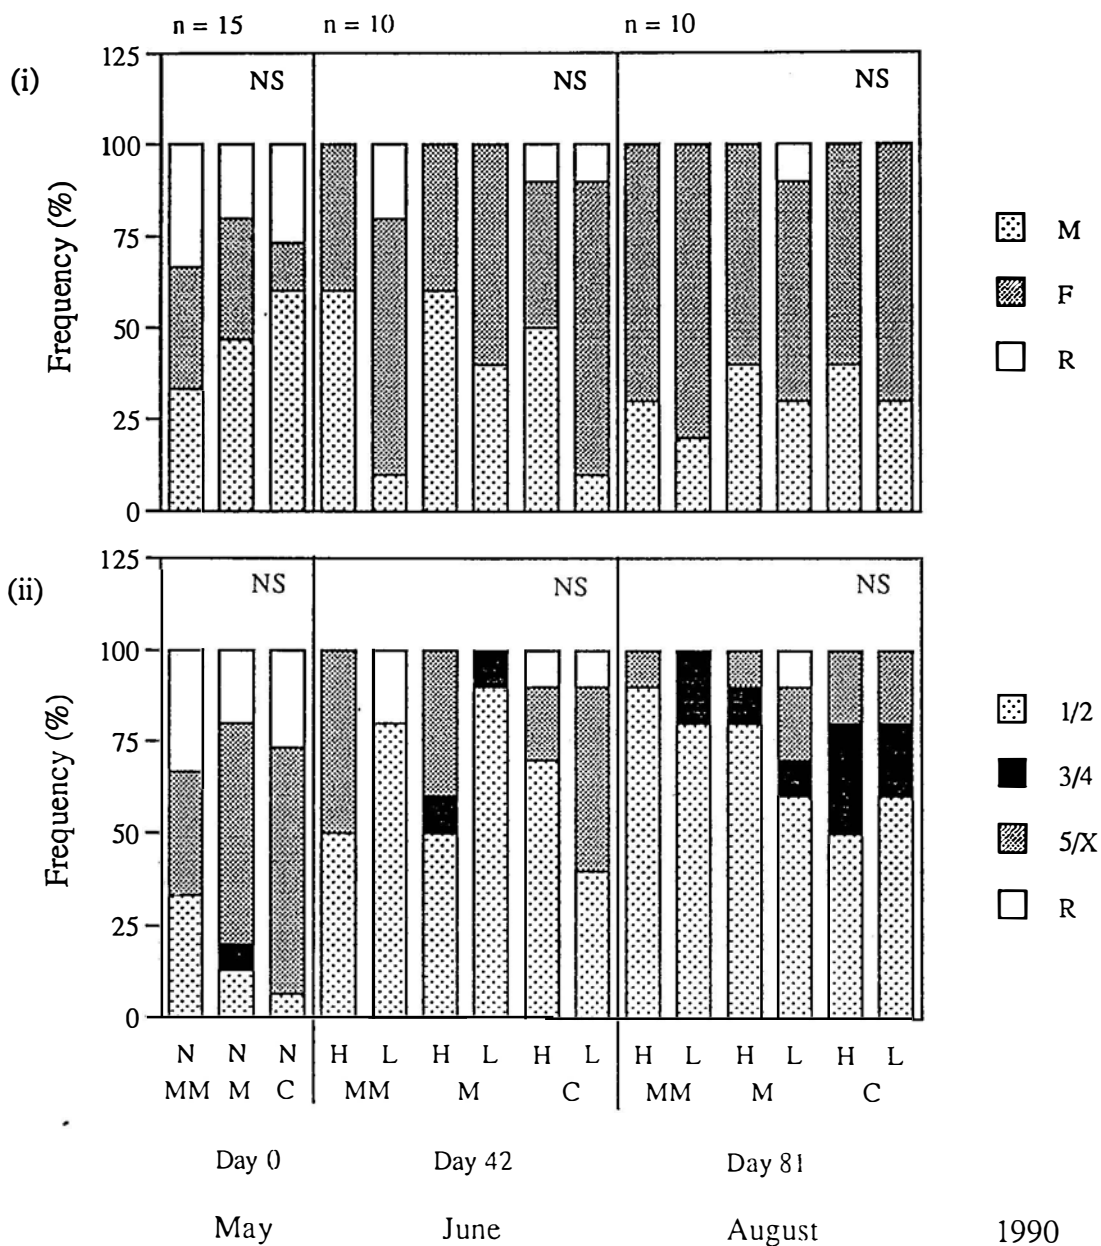 n = 15 n = 10 n = 10
(i)
125
NS NS NS
100
75
50
25
0
Frequency (%)
M
F
R
(ii)
125
NS NS NS
100
75
50
25
0
Frequency (%)
1/2
3/4
5/X
R
N N N H L H L H L H L H L H L
MM M C MM M C MM M C
Day 0 Day 42 Day 81
May June August 1990